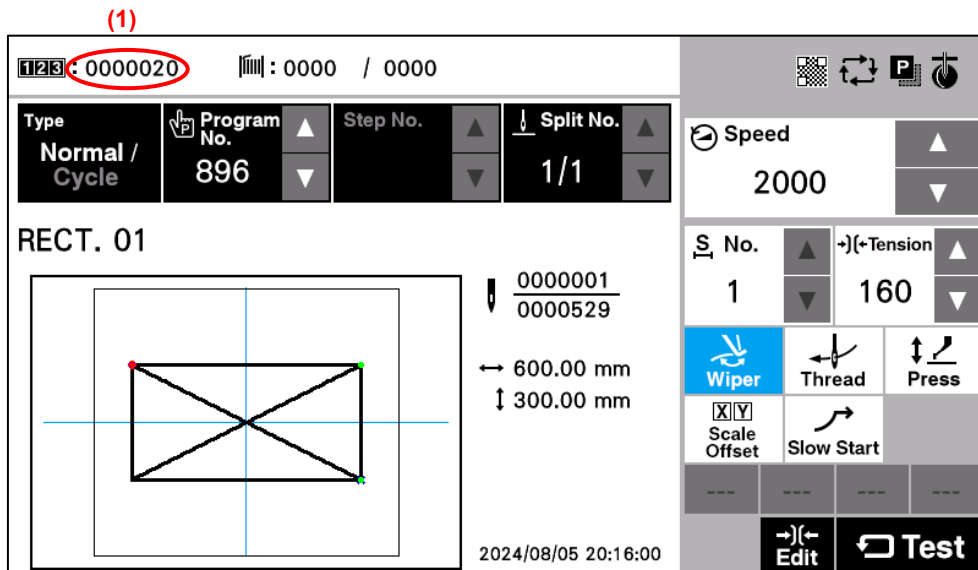 (1)
123 : 0000020 : 0000 / 0000
P
Type
Normal /
Cycle
P Program
No.
896
Step No.
Split No.
1/1
Speed
2000
RECT. 01
0000001
0000529
600.00 mm
300.00 mm
2024/08/05 20:16:00
S No.
1
Tension
160
Wiper
Thread
Press
XY
Scale
Offset
Slow Start
--- --- --- ---
Edit
Test